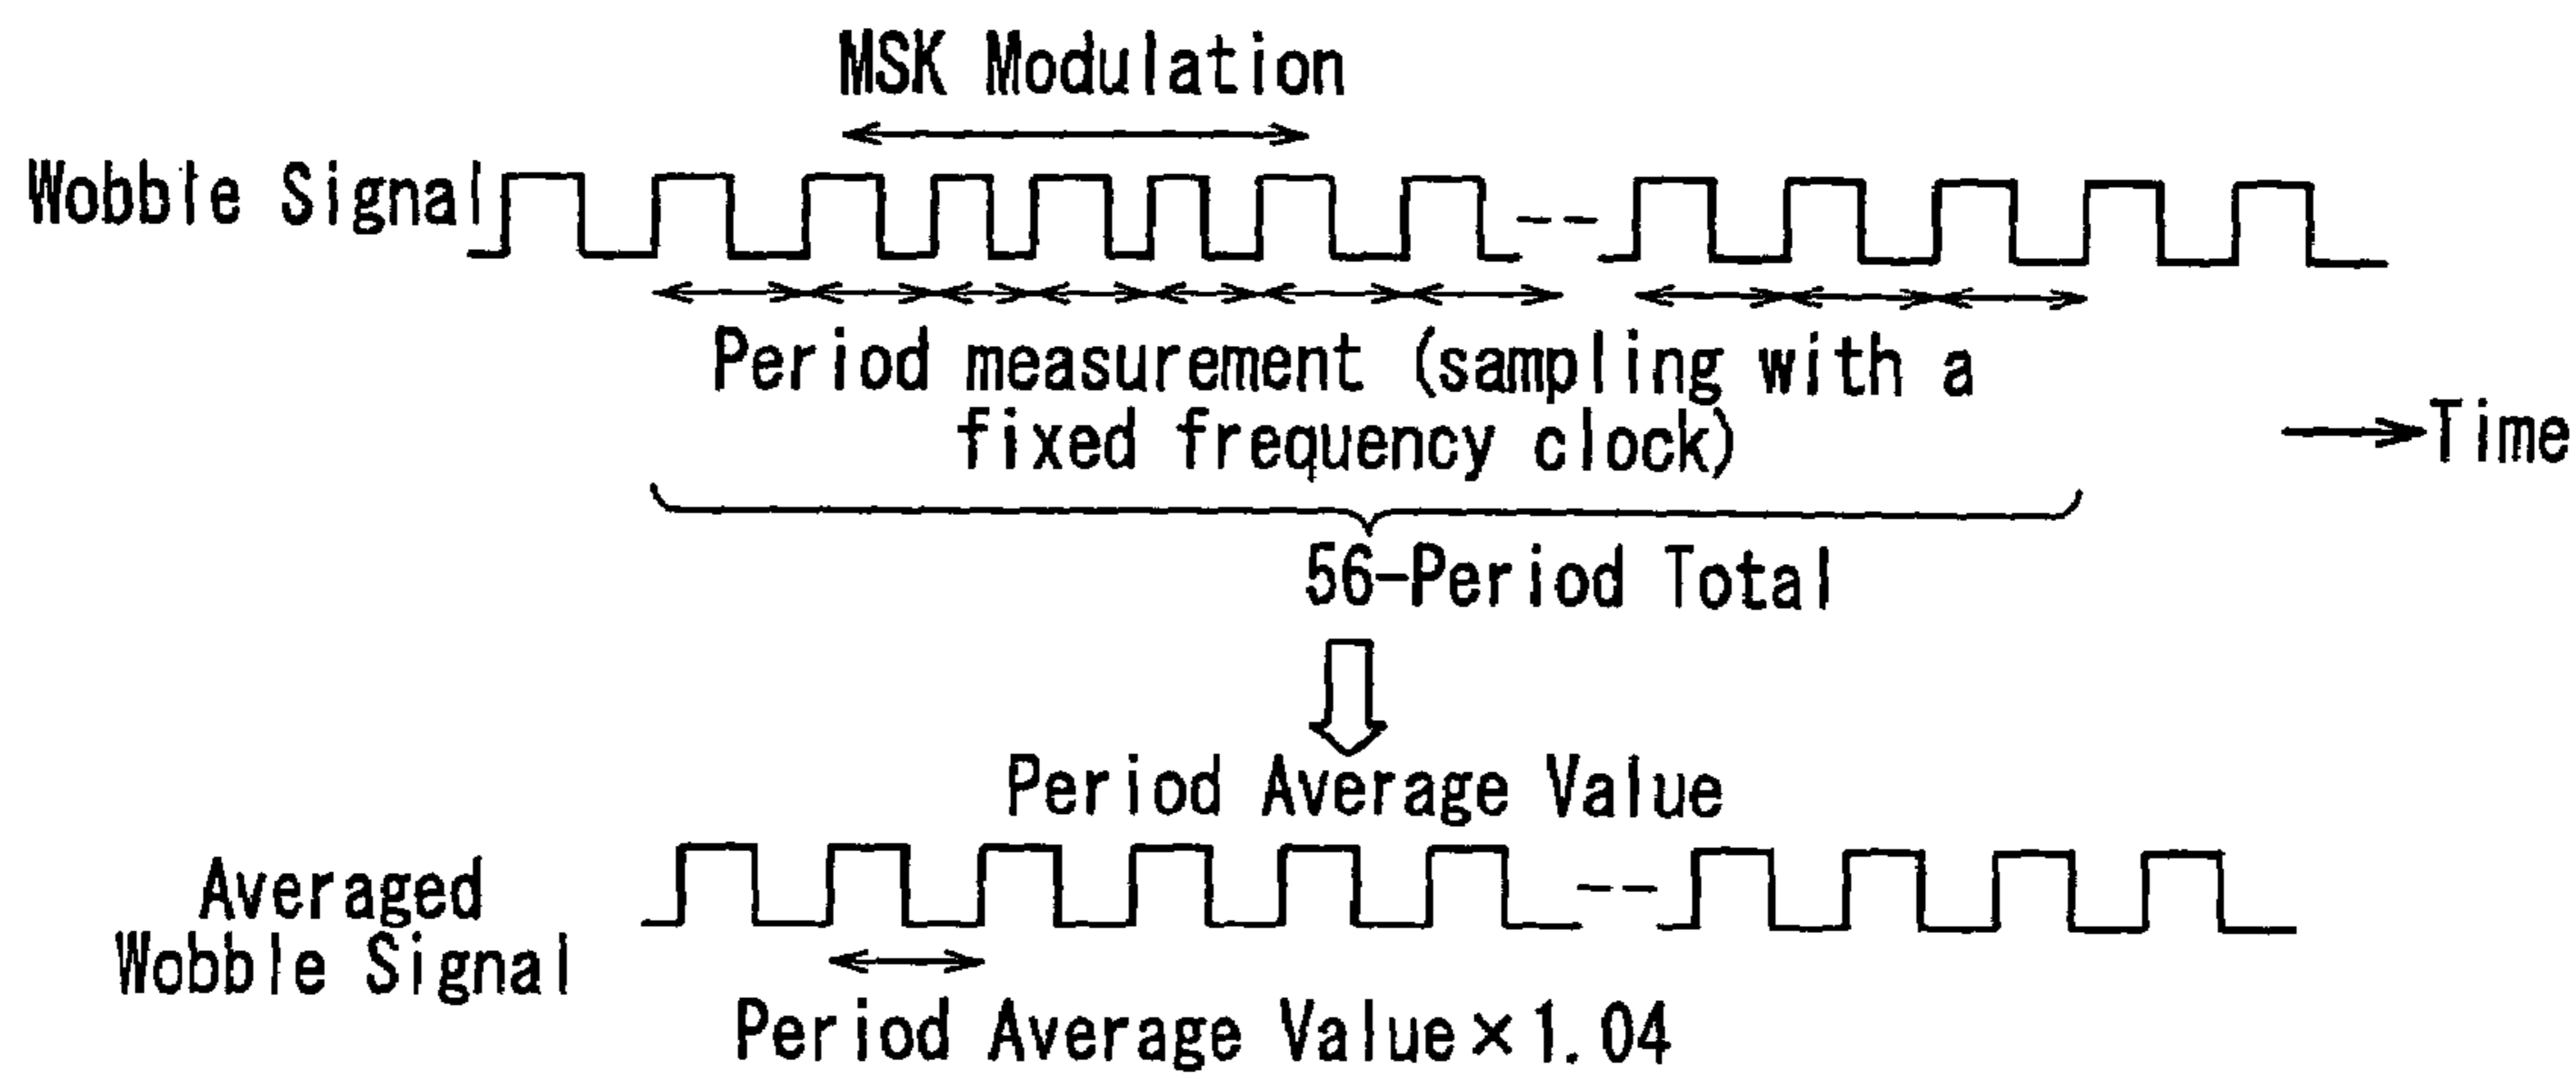 MSK Modulation
Wobble Signal
Period measurement (sampling with a
fixed frequency clock)
Time
56-Period Total
Period Average Value
Averaged
Wobble Signal
Period Average Value×1.04